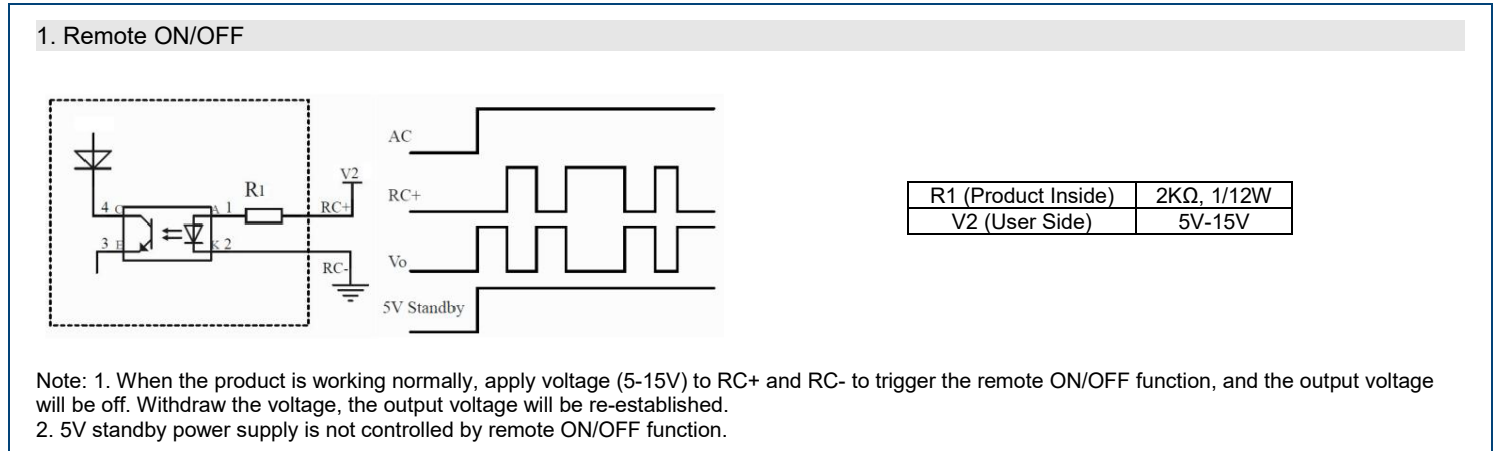 1. Remote ON/OFF
AC
V2
R1
RC+
RC+
4 C
A 1
3 E
K 2
RC-
Vo
5V Standby
R1 (Product Inside) 2KΩ, 1/12W
V2 (User Side) 5V-15V
Note: 1. When the product is working normally, apply voltage (5-15V) to RC+ and RC- to trigger the remote ON/OFF function, and the output voltage
will be off. Withdraw the voltage, the output voltage will be re-established.
2. 5V standby power supply is not controlled by remote ON/OFF function.